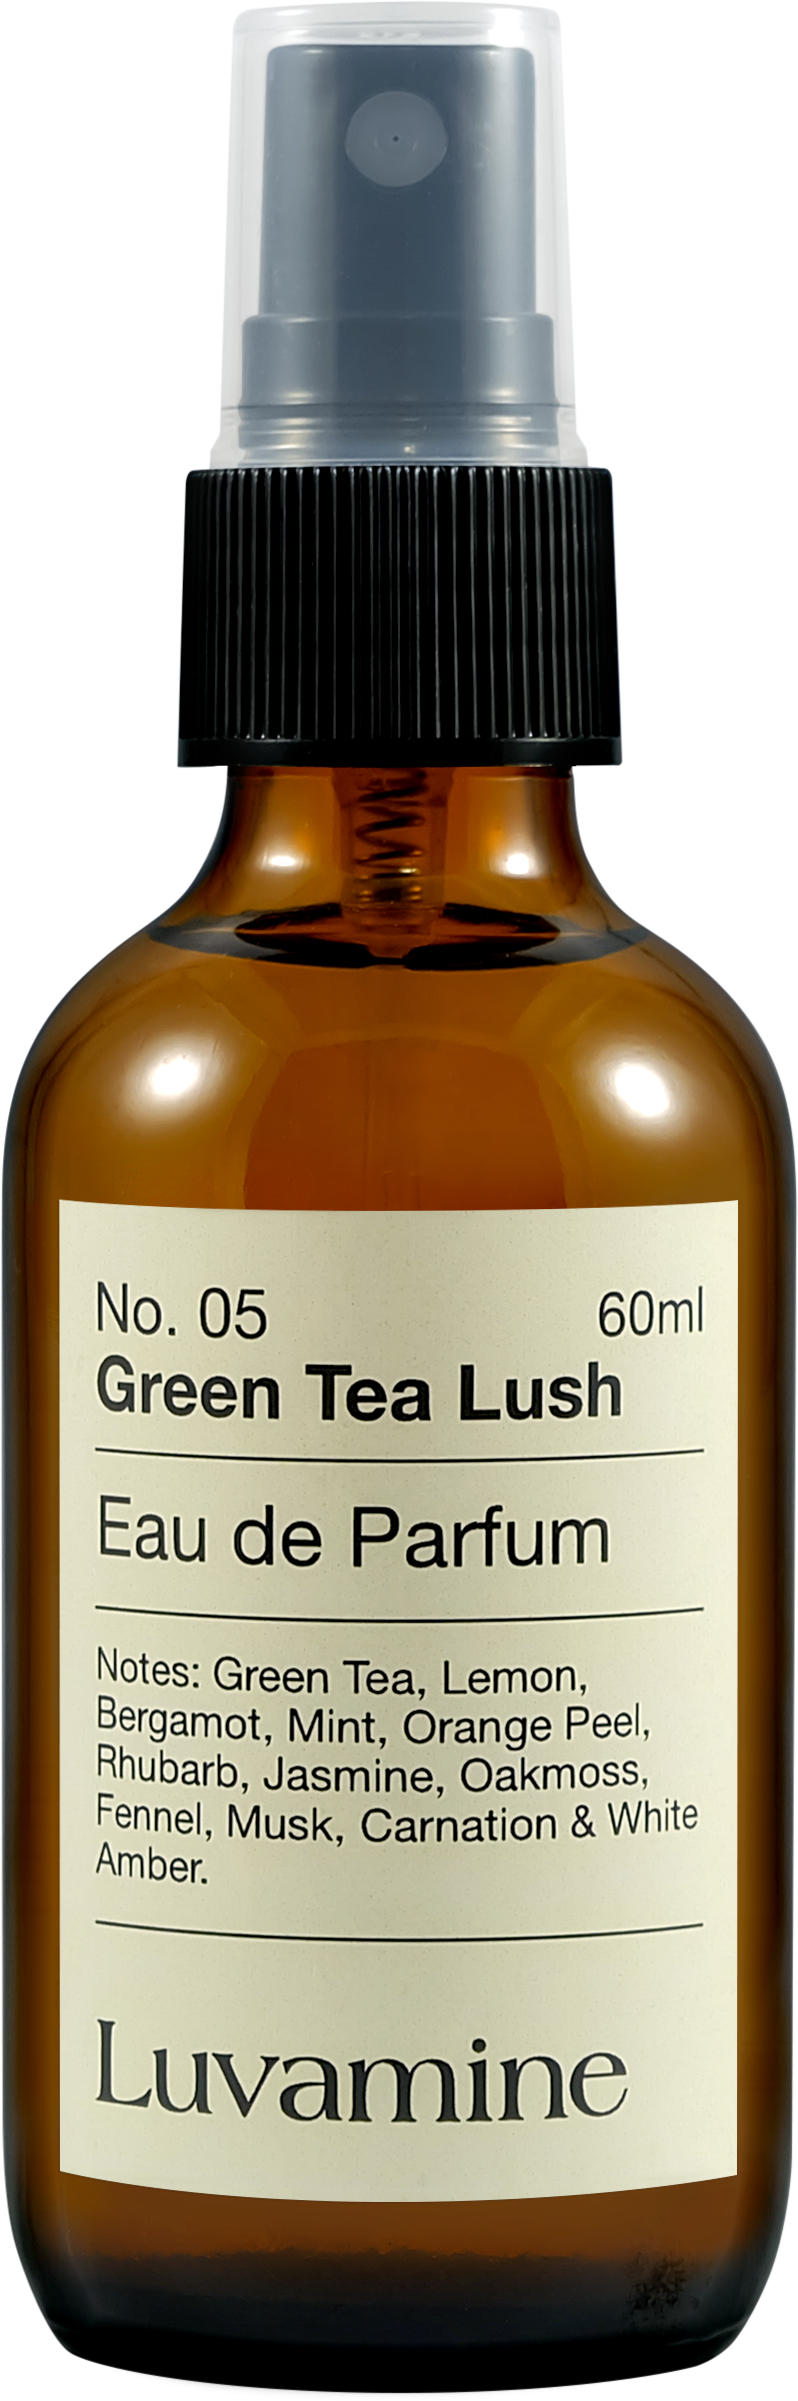 No. 05 60ml
Green Tea Lush
Eau de Parfum
Notes: Green Tea, Lemon,
Bergamot, Mint, Orange Peel,
Rhubarb, Jasmine, Oakmoss,
Fennel, Musk, Carnation & White
Amber.
Luvamine